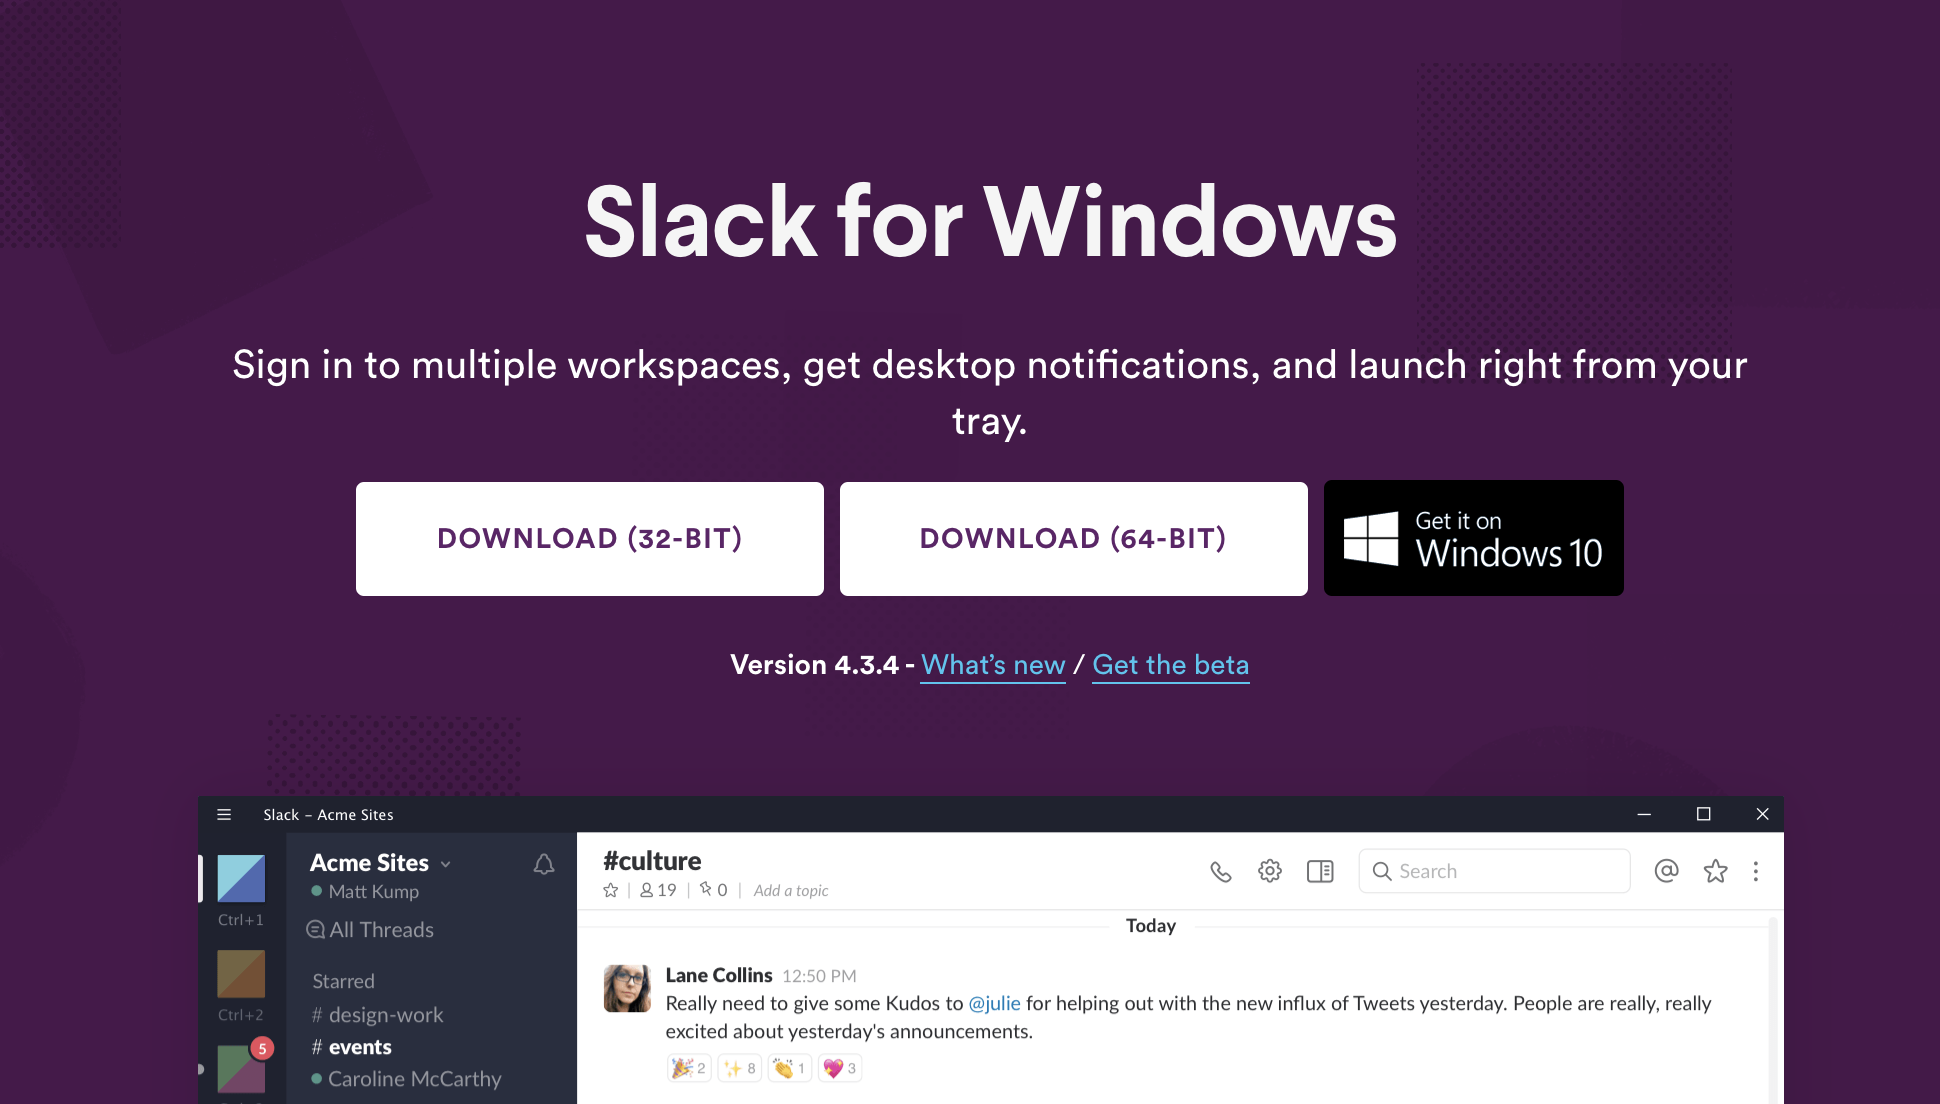 Slack for Windows
Sign in to multiple workspaces, get desktop notifications, and launch right from your
tray.
DOWNLOAD (32-BIT)
DOWNLOAD (64-BIT)
Get it on
Windows 10
Version 4.3.4 - What's new / Get the beta
Slack – Acme Sites
Ctrl+1
Ctrl+2
5
Acme Sites
Matt Kump
All Threads
Starred
# design-work
# events
Caroline McCarthy
#culture
19 | 0 | Add a topic
Search
Today
Lane Collins 12:50 PM
Really need to give some Kudos to @julie for helping out with the new influx of Tweets yesterday. People are really, really
excited about yesterday's announcements.
2 8 1 3